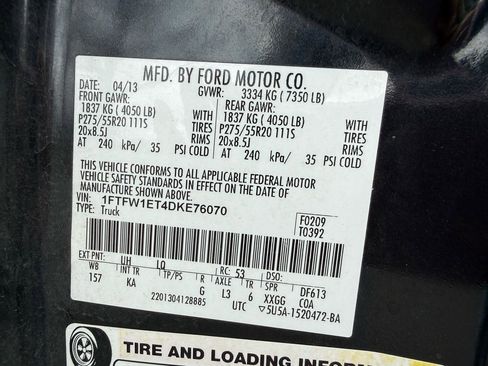 MFD. BY FORD MOTOR CO.
DATE: 04/13 GVWR: 3334 KG ( 7350 LB)
FRONT GAWR: REAR GAWR:
1837 KG ( 4050 LB) 1837 KG ( 4050 LB)
P275/55R20 111S WITH TIRES P275/55R20 111S WITH TIRES
20x8.5J RIMS 20x8.5J RIMS
AT 240 kPa/ 35 PSI COLD AT 240 kPa/ 35 PSI COLD
THIS VEHICLE CONFORMS TO ALL APPLICABLE FEDERAL MOTOR
VEHICLE SAFETY STANDARDS IN EFFECT ON THE DATE OF
MANUFACTURE SHOWN ABOVE.
VIN: 1FTFW1ET4DKE76070
TYPE: Truck
F0209
T0392
EXT PNT: UH LQ RC: 53 DSO:
WB INT TR TP/PS R AXLE TR SPR DF613
157 KA G L3 6 XXGG COA
2201304128885 UTC ▽5U5A-1520472-BA
TIRE AND LOADING